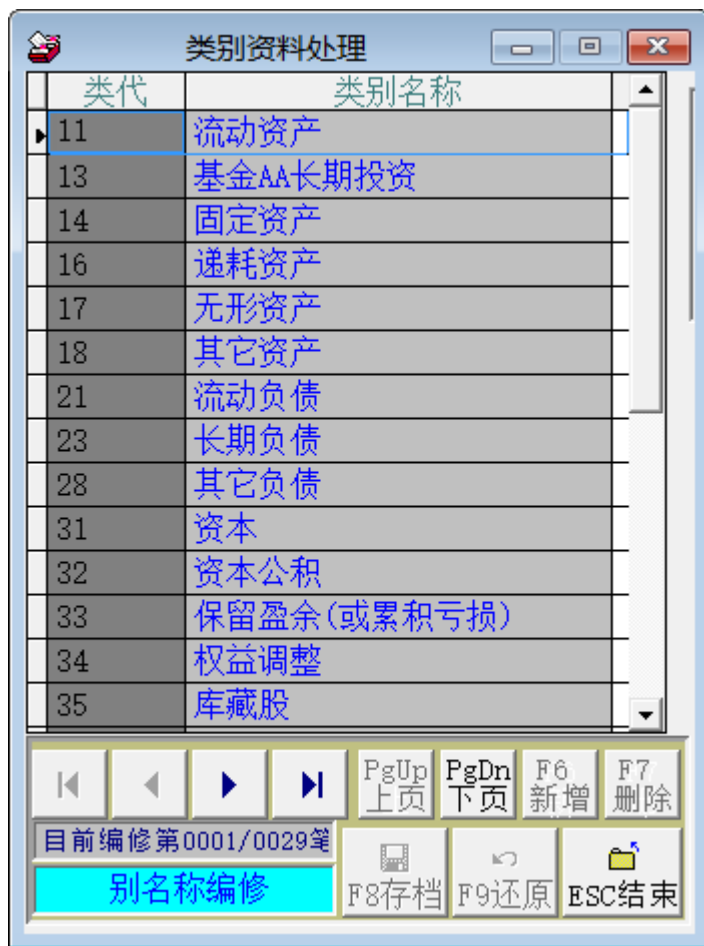 类别资料处理
类代 类别名称
11 流动资产
13 基金AA长期投资
14 固定资产
16 递耗资产
17 无形资产
18 其它资产
21 流动负债
23 长期负债
28 其它负债
31 资本
32 资本公积
33 保留盈余(或累积亏损)
34 权益调整
35 库藏股
PgUp PgDn F6 F7
上页 下页 新增 删除
目前编修第0001/0029笔
别名称编修
F8存档 F9还原 ESC结束